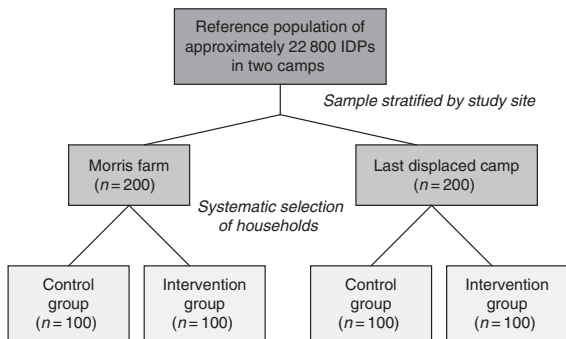 Reference population of
approximately 22 800 IDPs
in two camps
Sample stratified by study site
Morris farm
(n = 200)
Last displaced camp
(n = 200)
Systematic selection
of households
Control
group
(n = 100)
Intervention
group
(n = 100)
Control
group
(n = 100)
Intervention
group
(n = 100)